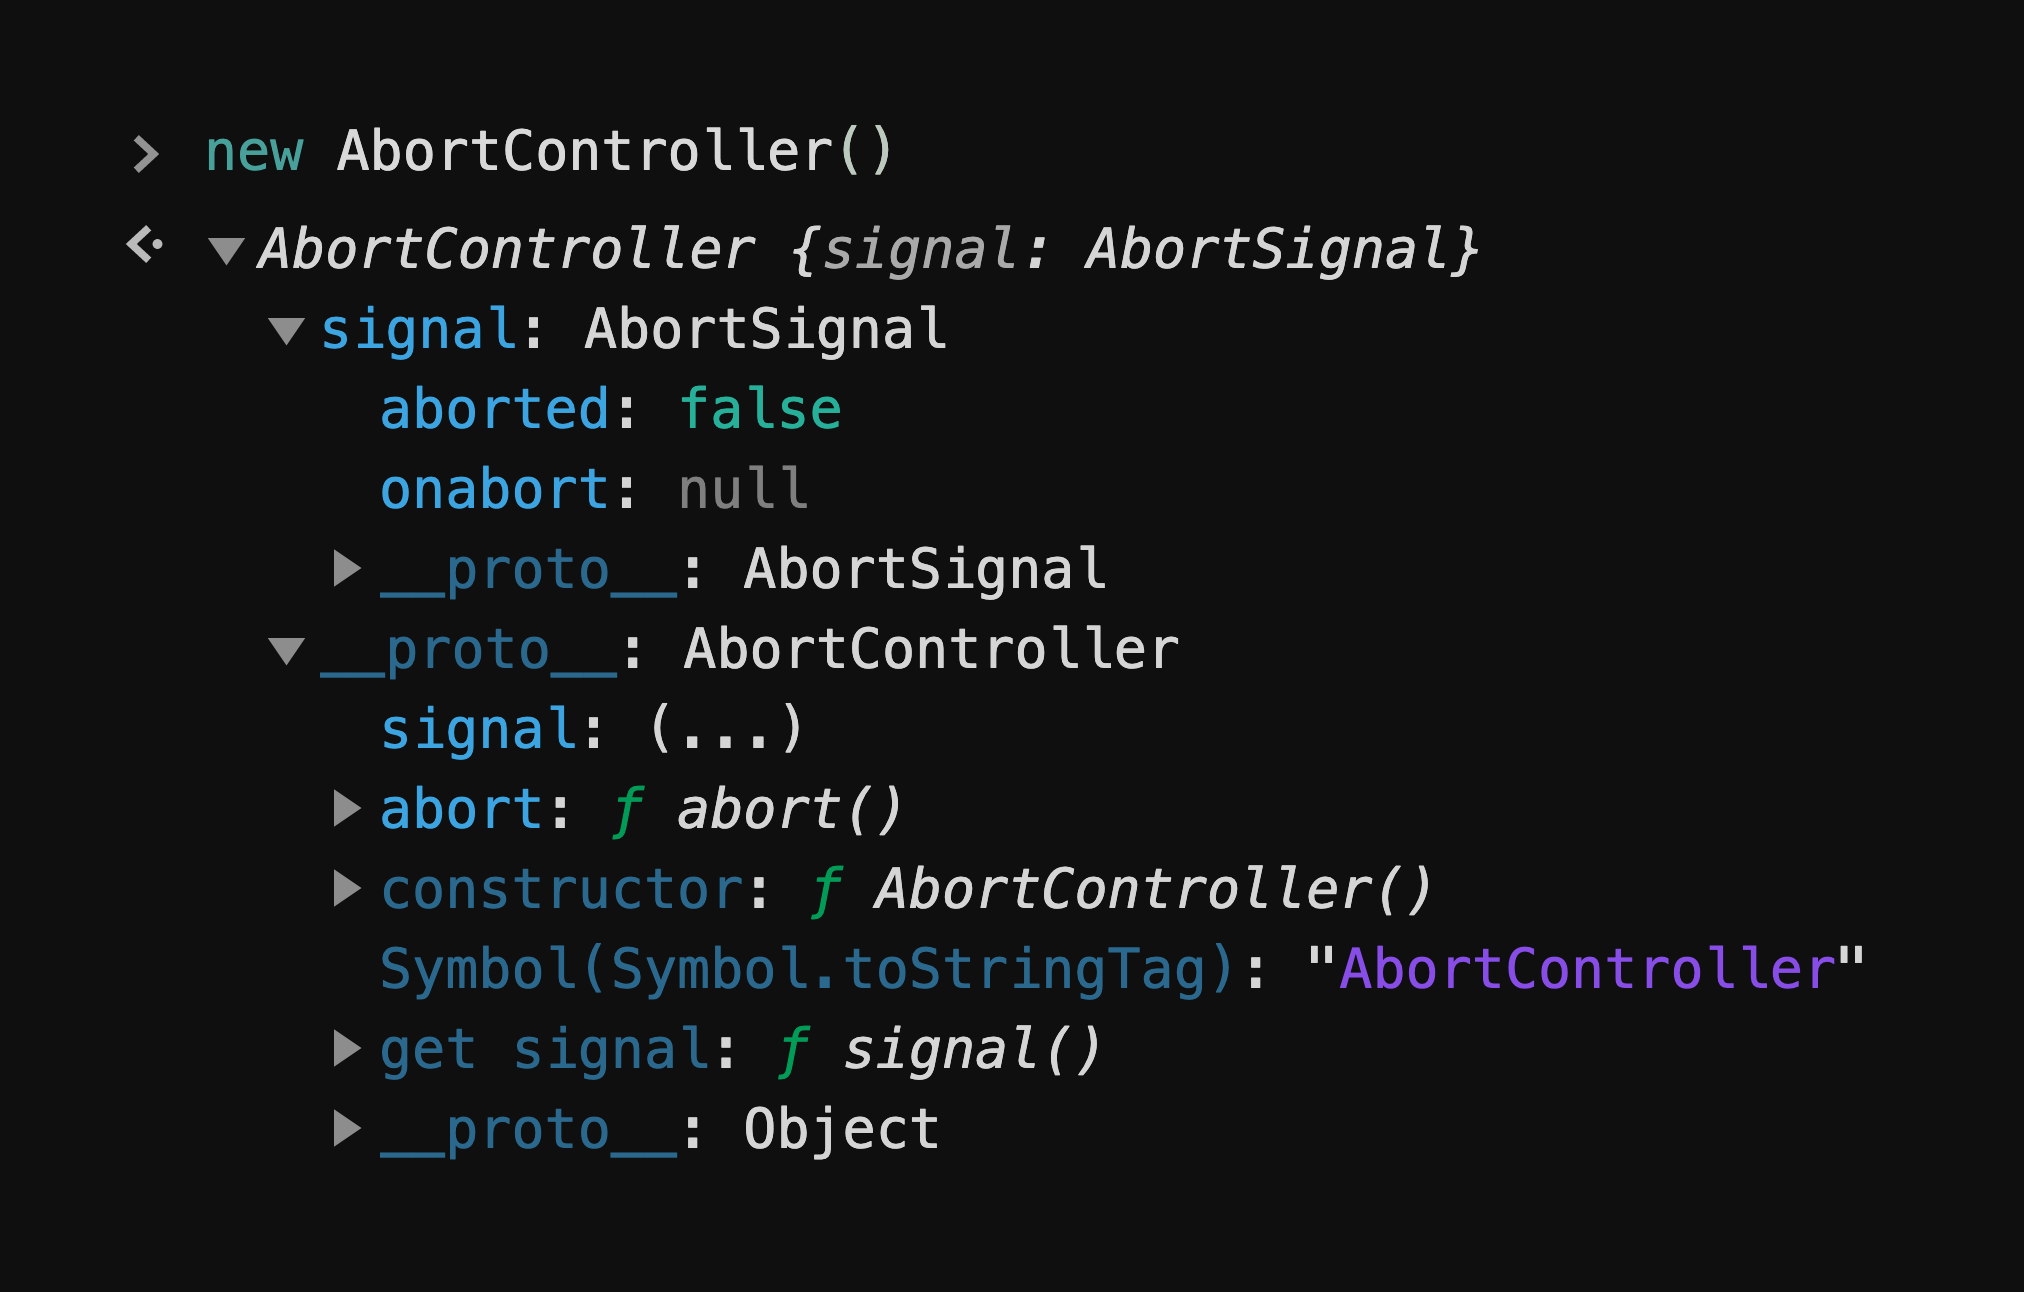 > new AbortController()
<· ▼AbortController {signal: AbortSignal}
▼signal: AbortSignal
aborted: false
onabort: null
▶__proto__: AbortSignal
▼__proto__: AbortController
signal: (...)
▶abort: ƒ abort()
▶constructor: ƒ AbortController()
Symbol(Symbol.toStringTag): "AbortController"
▶get signal: ƒ signal()
▶__proto__: Object